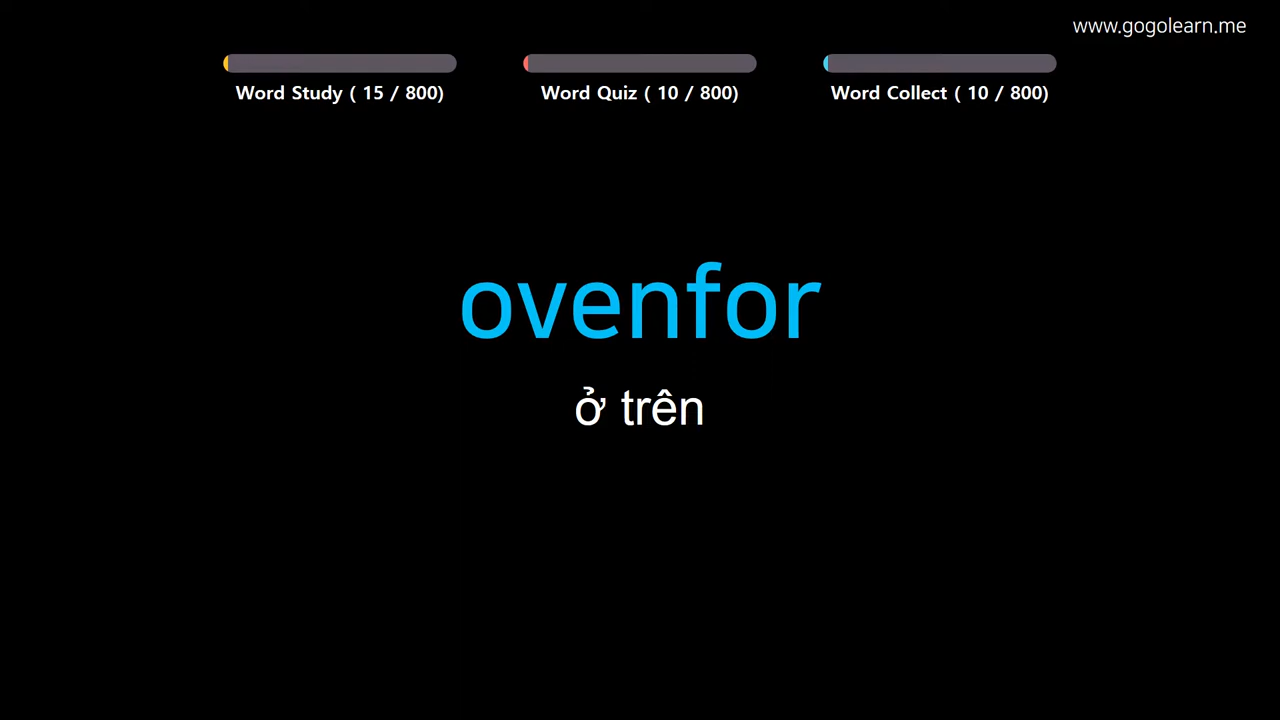 www.gogolearn.me
Word Study ( 15 / 800)
Word Quiz ( 10 / 800)
Word Collect ( 10 / 800)
ovenfor
ở trên